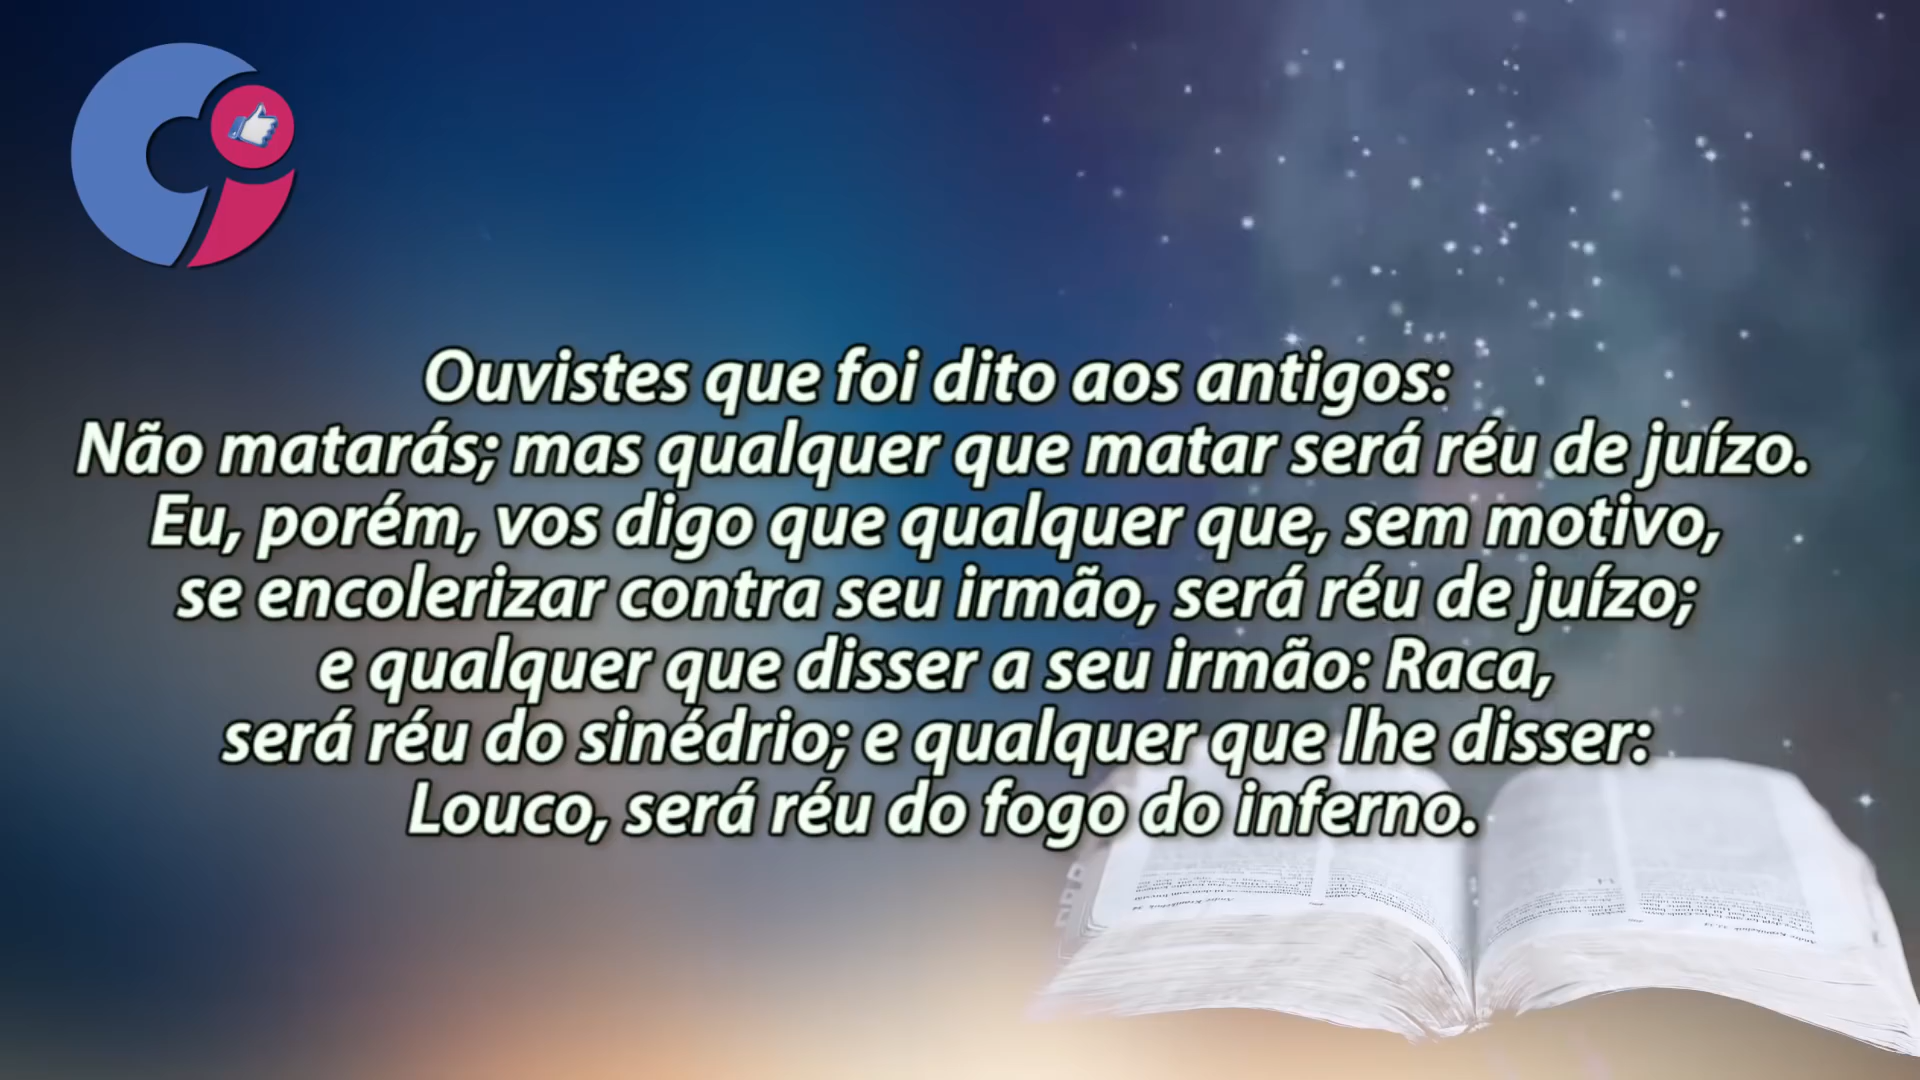 Ouvistes que foi dito aos antigos:
Não matarás; mas qualquer que matar será réu de juízo.
Eu, porém, vos digo que qualquer que, sem motivo,
se encolerizar contra seu irmão, será réu de juízo;
e qualquer que disser a seu irmão: Raca,
será réu do sinédrio; e qualquer que lhe disser:
Louco, será réu do fogo do inferno.